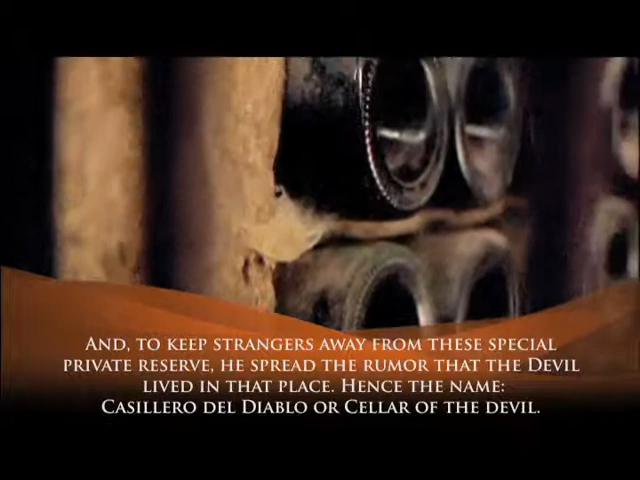 And, to keep strangers away from these special
private reserve, he spread the rumor that the Devil
lived in that place. Hence the name:
Casillero del Diablo or Cellar of the devil.